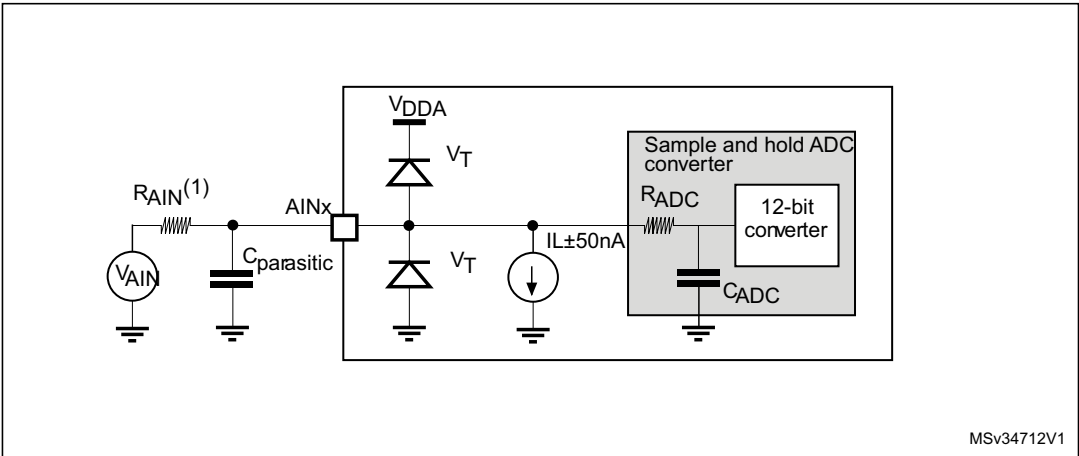 VDDA
VT
Sample and hold ADC
converter
RAIN(1)
AINx
RADC
12-bit
converter
IL±50nA
VT
Cparasitic
VAIN
CADC
MSv34712V1